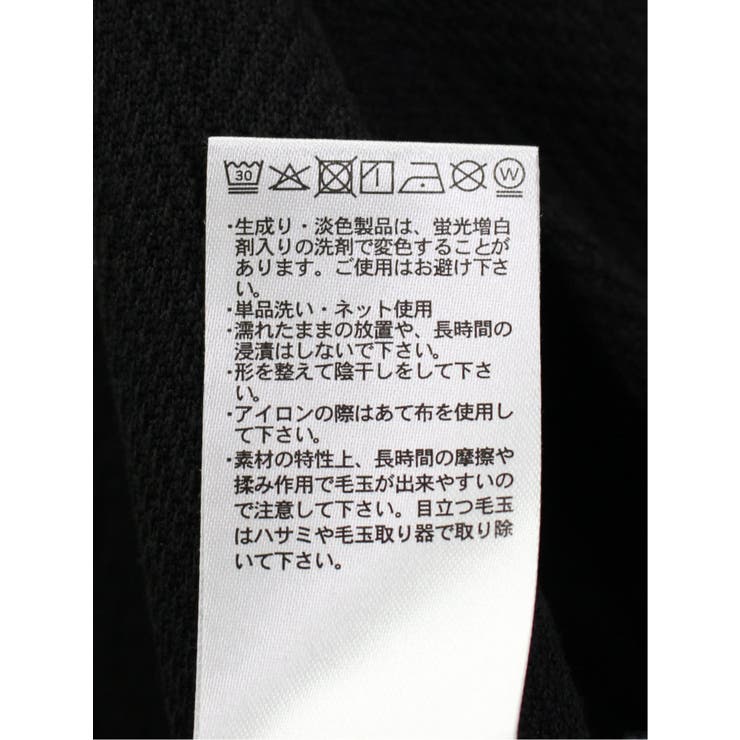 30 W
・生成り・淡色製品は、蛍光増白
剤入りの洗剤で変色することが
あります。ご使用はお避け下さ
い。
・単品洗い・ネット使用
・濡れたままの放置や、長時間の
浸漬はしないで下さい。
・形を整えて陰干しをして下さ
い。
・アイロンの際はあて布を使用し
て下さい。
・素材の特性上、長時間の摩擦や
揉み作用で毛玉が出来やすいの
で注意して下さい。目立つ毛玉
はハサミや毛玉取り器で取り除
いて下さい。